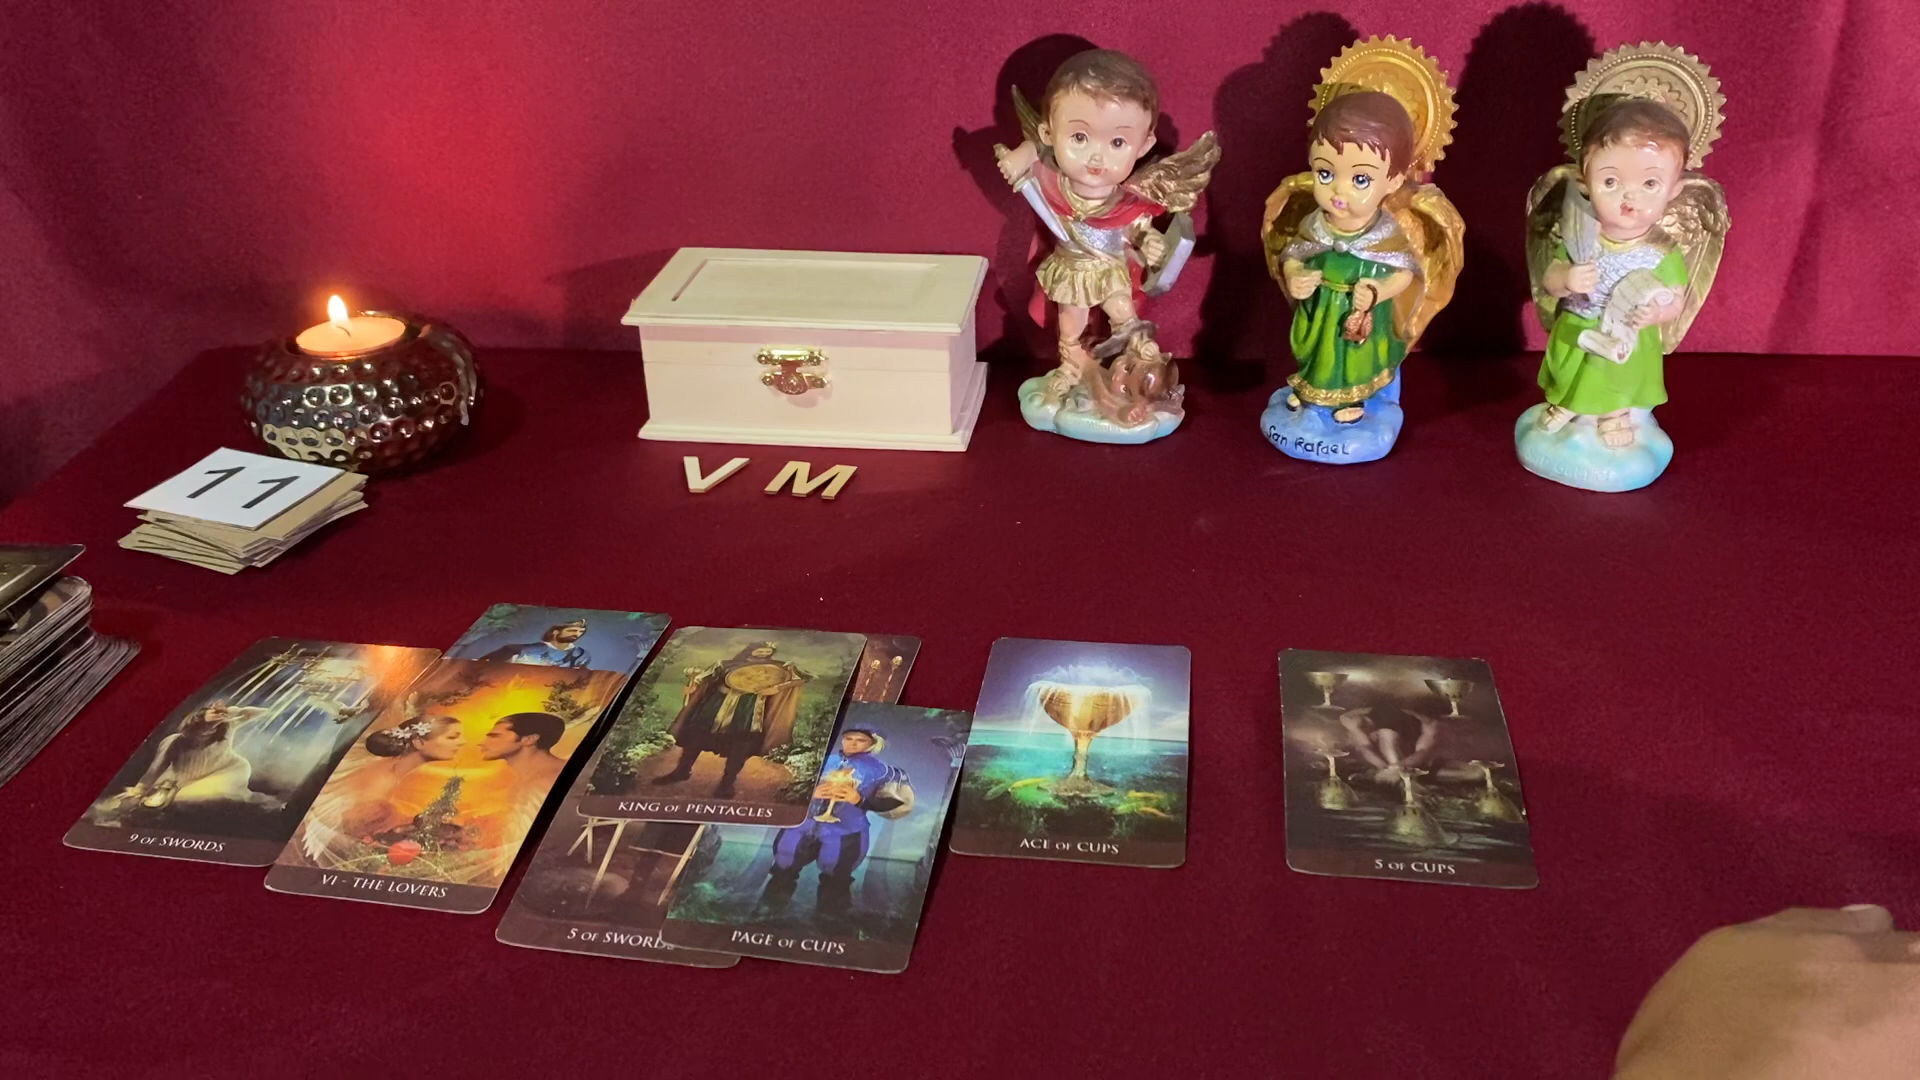 11
V M
San Rafael
9 OF SWORDS
VI - THE LOVERS
KING OF PENTACLES
5 OF SWORDS
PAGE OF CUPS
ACE OF CUPS
5 OF CUPS